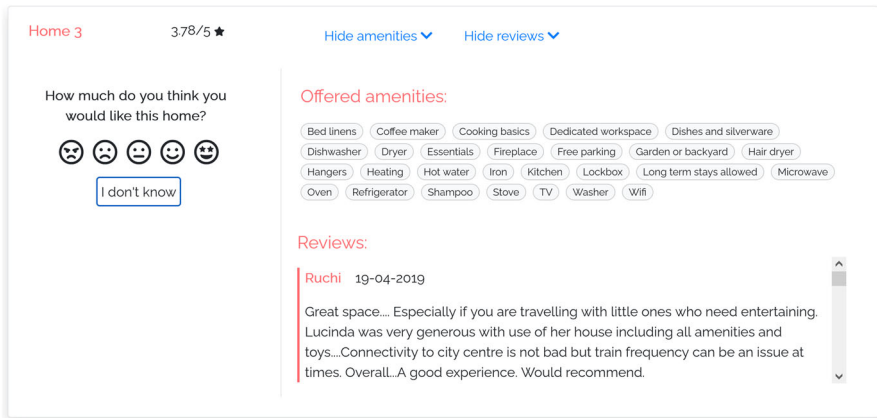 Home 3
3.78/5
Hide amenities
Hide reviews
How much do you think you
would like this home?
I don't know
Offered amenities:
Bed linens Coffee maker Cooking basics Dedicated workspace Dishes and silverware
Dishwasher Dryer Essentials Fireplace Free parking Garden or backyard Hair dryer
Hangers Heating Hot water Iron Kitchen Lockbox Long term stays allowed Microwave
Oven Refrigerator Shampoo Stove TV Washer Wifi
Reviews:
Ruchi 19-04-2019
Great space.... Especially if you are travelling with little ones who need entertaining.
Lucinda was very generous with use of her house including all amenities and
toys....Connectivity to city centre is not bad but train frequency can be an issue at
times. Overall...A good experience. Would recommend.